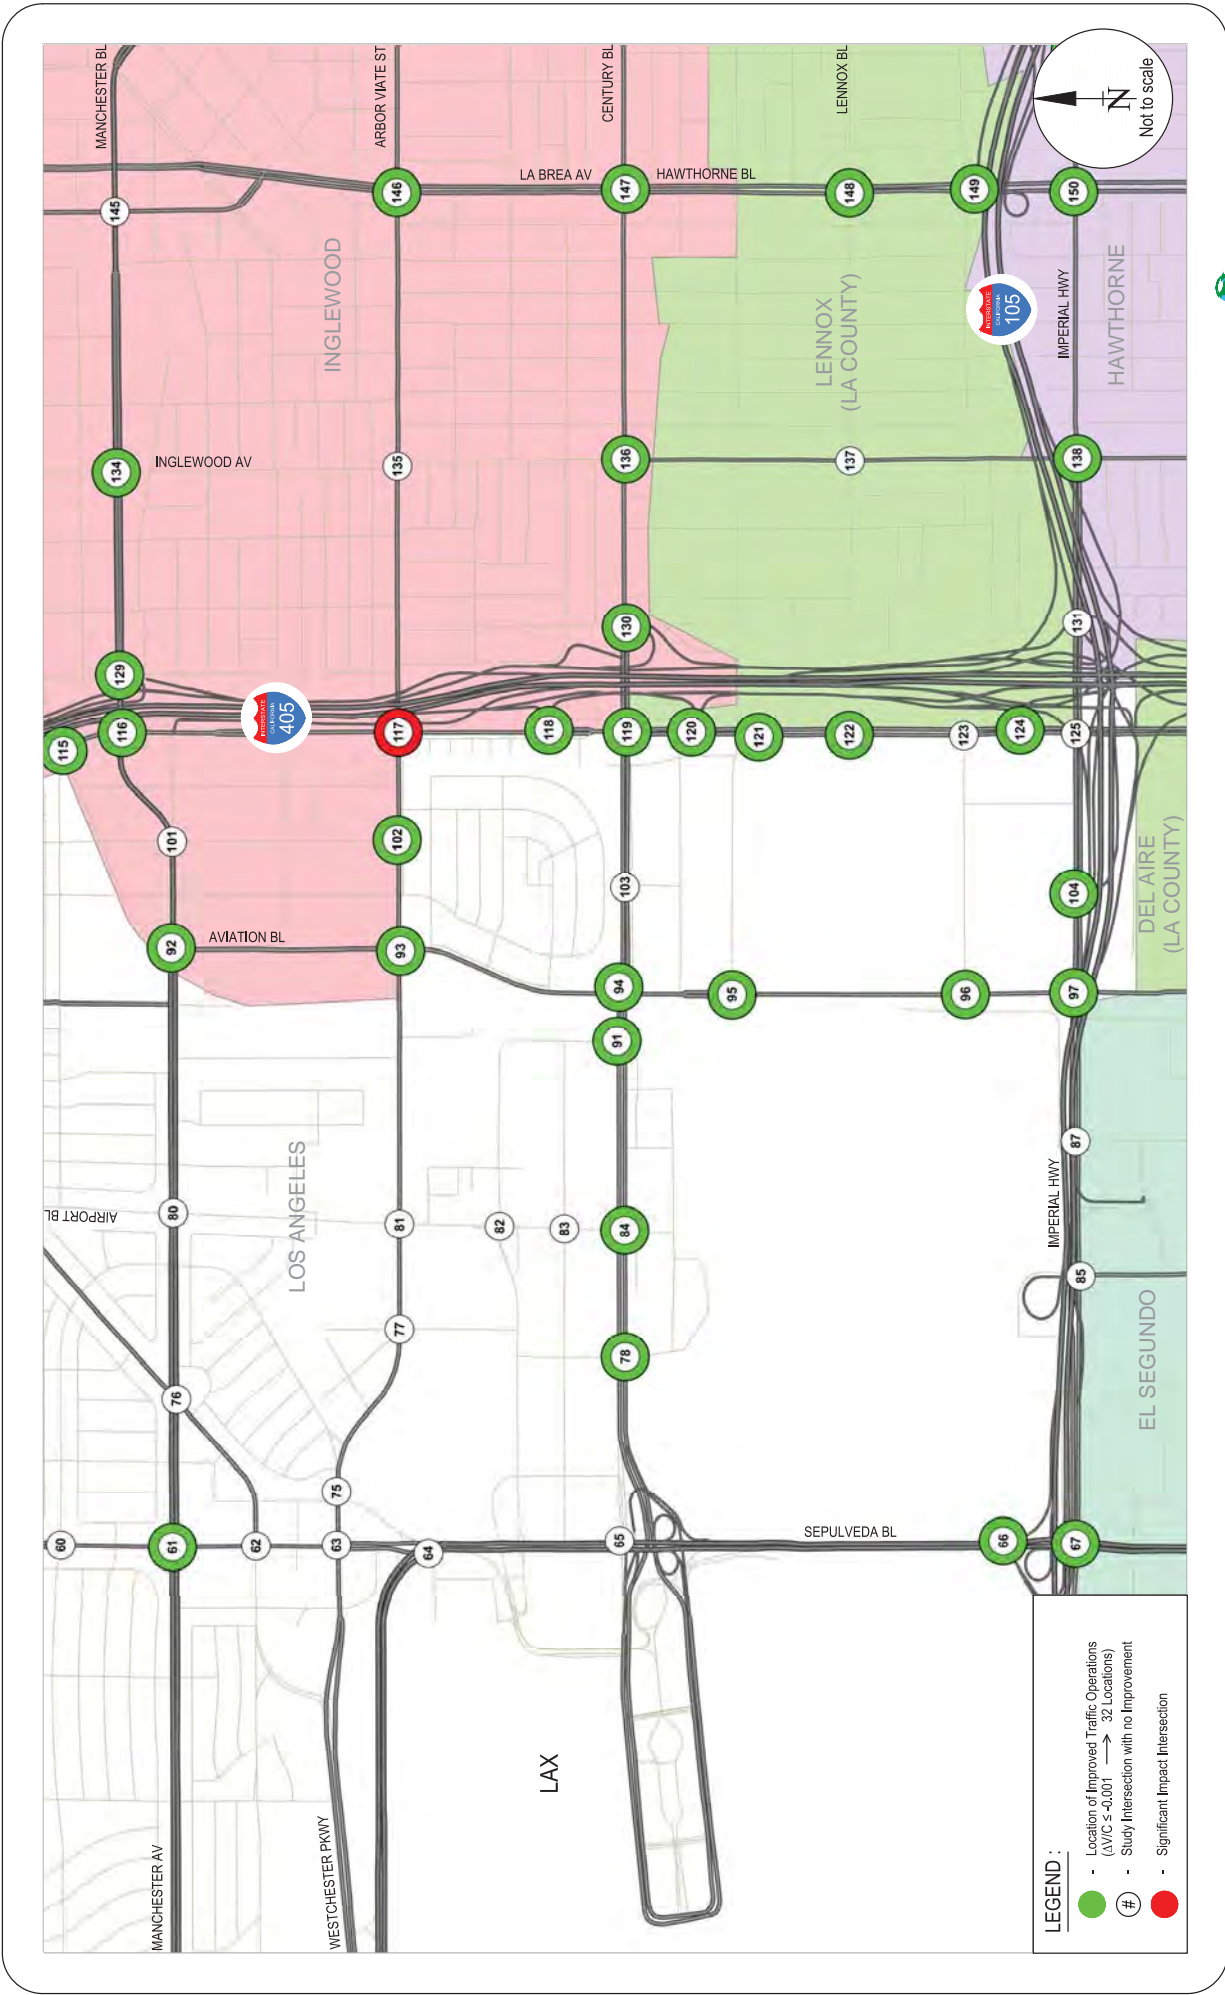 MANCHESTER BL
ARBOR VIATE ST
CENTURY BL
LENNOX BL
N
Not to scale
145
146
LA BREA AV
147
HAWTHORNE BL
148
149
150
INGLEWOOD
LENNOX
(LA COUNTY)
INTERSTATE
CALIFORNIA
105
IMPERIAL HWY
HAWTHORNE
134
INGLEWOOD AV
135
136
137
138
129
130
131
115
116
INTERSTATE
CALIFORNIA
405
117
118
119
120
121
122
123
124
125
101
102
103
104
DEL AIRE
(LA COUNTY)
92
AVIATION BL
93
94
95
96
97
91
AIRPORT BL
80
LOS ANGELES
81
82
83
84
IMPERIAL HWY
87
85
76
77
78
EL SEGUNDO
75
60
61
62
63
64
65
SEPULVEDA BL
66
67
LAX
MANCHESTER AV
WESTCHESTER PKWY
LEGEND :
- Location of Improved Traffic Operations
(ΔV/C ≤ -0.001 → 32 Locations)
# - Study Intersection with no Improvement
- Significant Impact Intersection